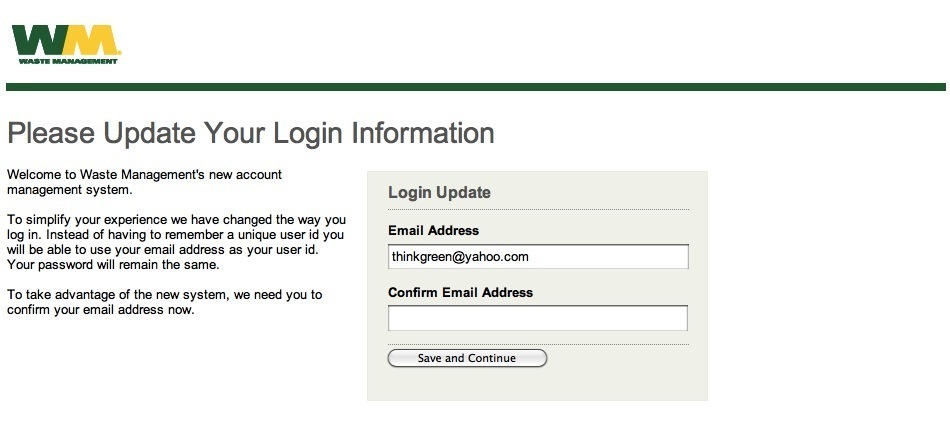 WM
WASTE MANAGEMENT
Please Update Your Login Information
Welcome to Waste Management's new account
management system.
To simplify your experience we have changed the way you
log in. Instead of having to remember a unique user id you
will be able to use your email address as your user id.
Your password will remain the same.
To take advantage of the new system, we need you to
confirm your email address now.
Login Update
Email Address
thinkgreen@yahoo.com
Confirm Email Address
Save and Continue